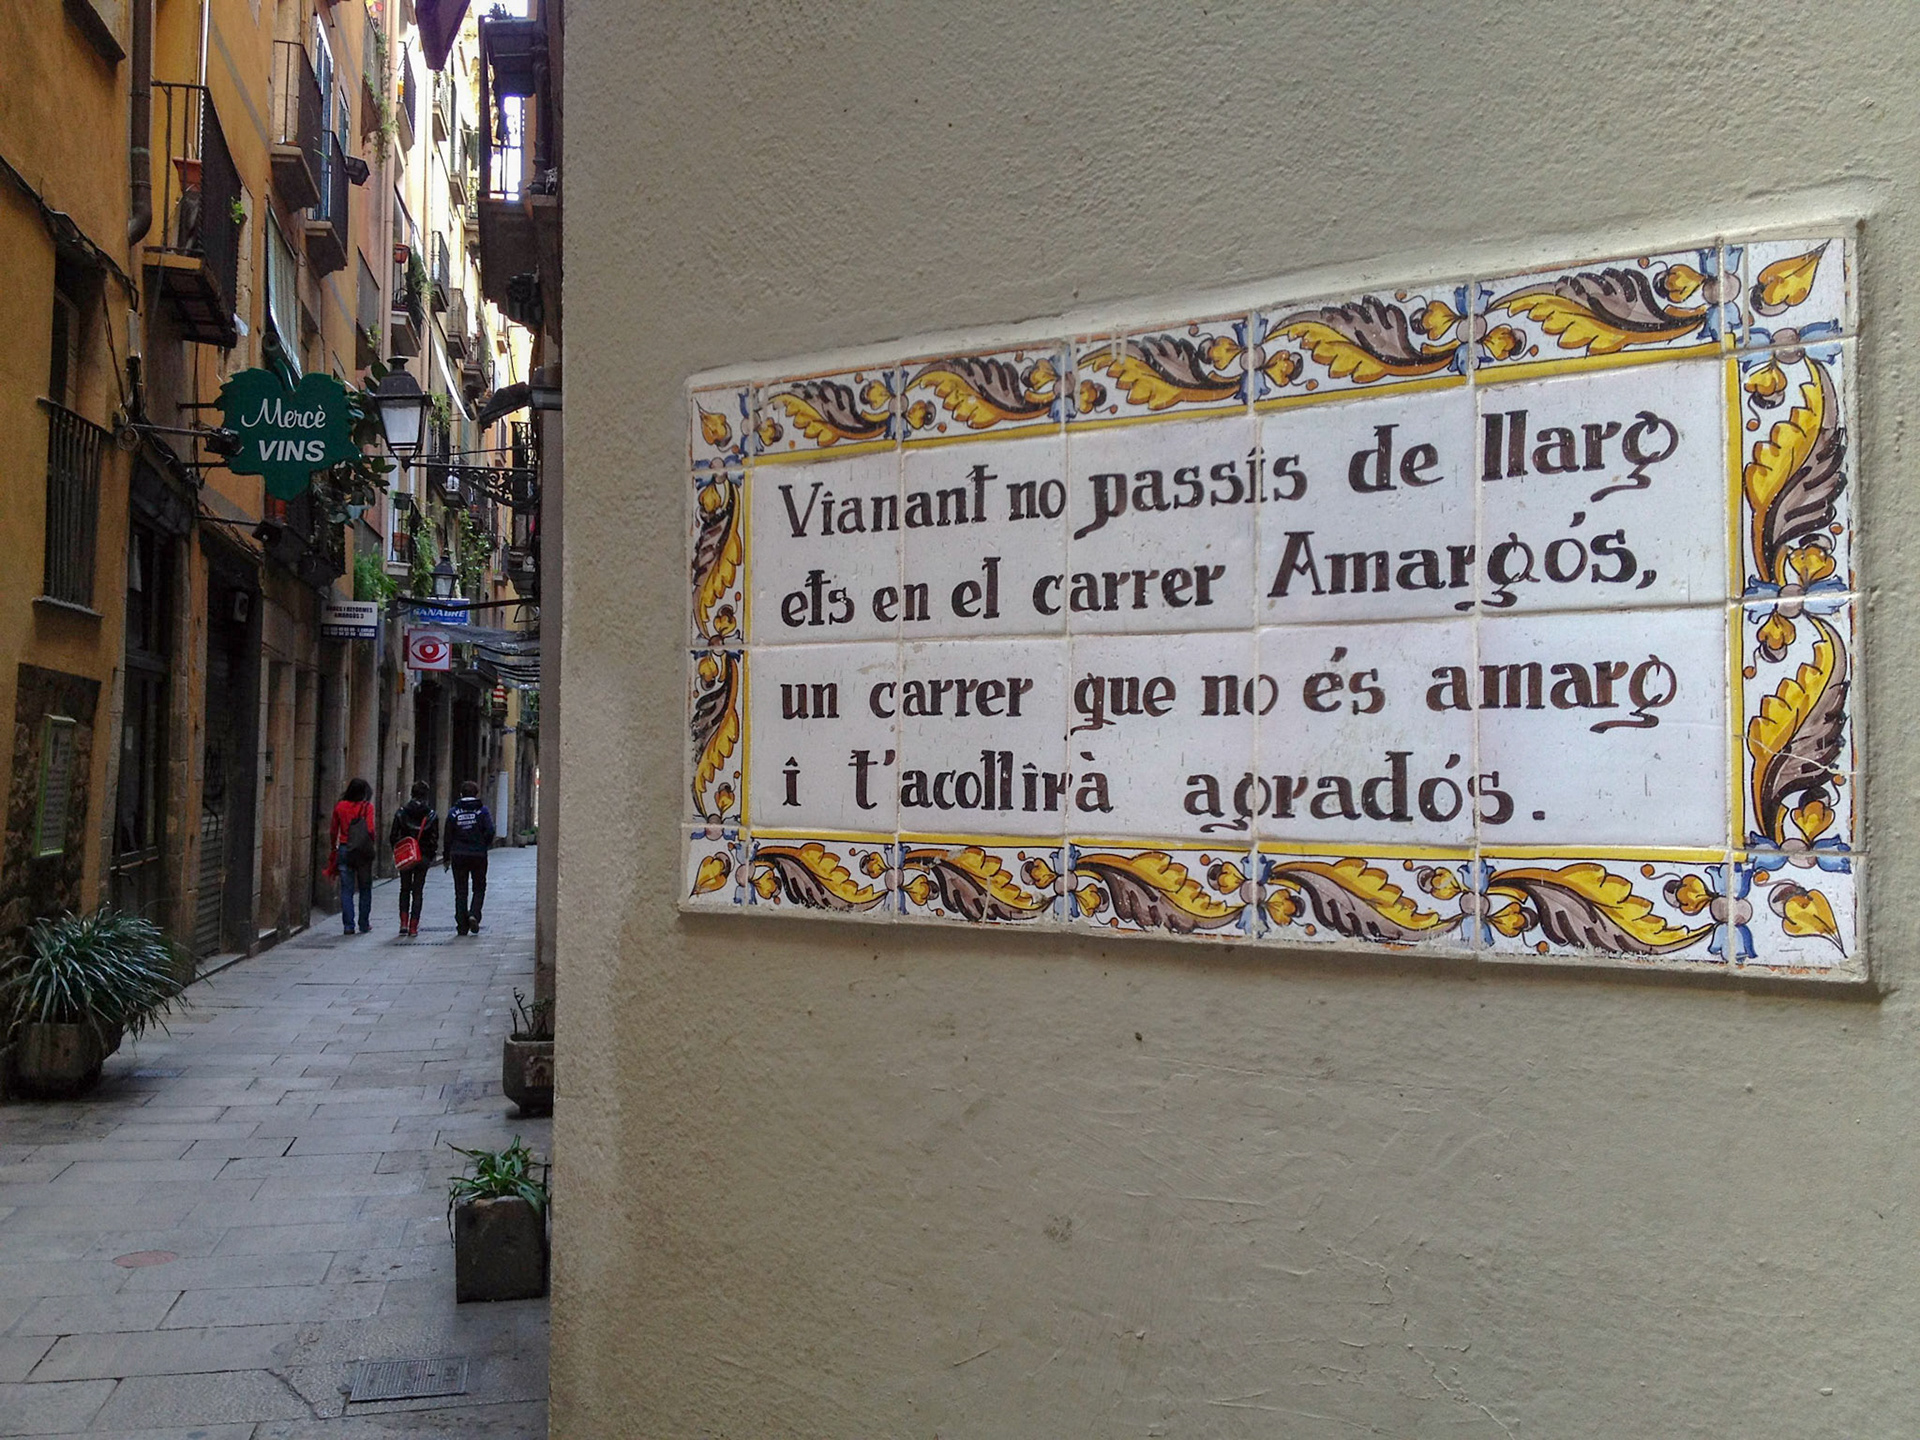 Mercè
VINS
SANABRE
Vianant no passis de llarg
ets en el carrer Amargós,
un carrer que no és amarg
i t'acollirà agradós.